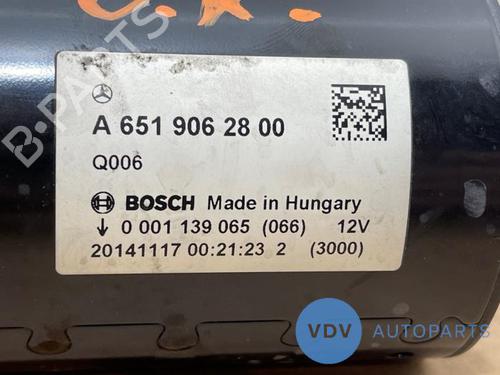 C.R.
B-PARTS
A 651 906 28 00
Q006
BOSCH Made in Hungary
0 001 139 065 (066) 12V
20141117 00:21:23 2 (3000)
VDV AUTOPARTS